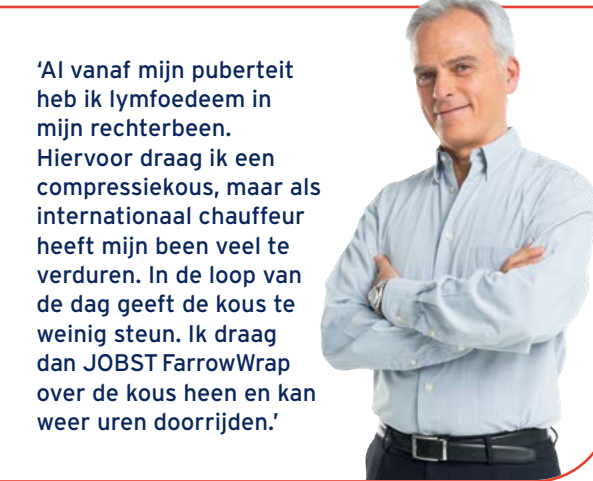 ‘Al vanaf mijn puberteit
heb ik lymfoedeem in
mijn rechterbeen.
Hiervoor draag ik een
compressiekous, maar als
internationaal chauffeur
heeft mijn been veel te
verduren. In de loop van
de dag geeft de kous te
weinig steun. Ik draag
dan JOBST FarrowWrap
over de kous heen en kan
weer uren doorrijden.’